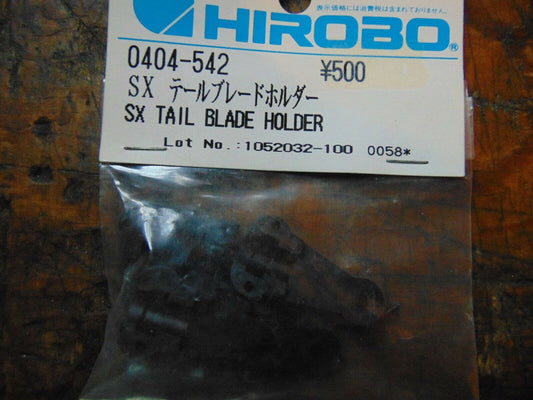 表示価格には消費税は含まれておりません。
HIROBO®
0404-542 ¥500
SX テールブレードホルダー
SX TAIL BLADE HOLDER
Lot No.:1052032-100 0058*